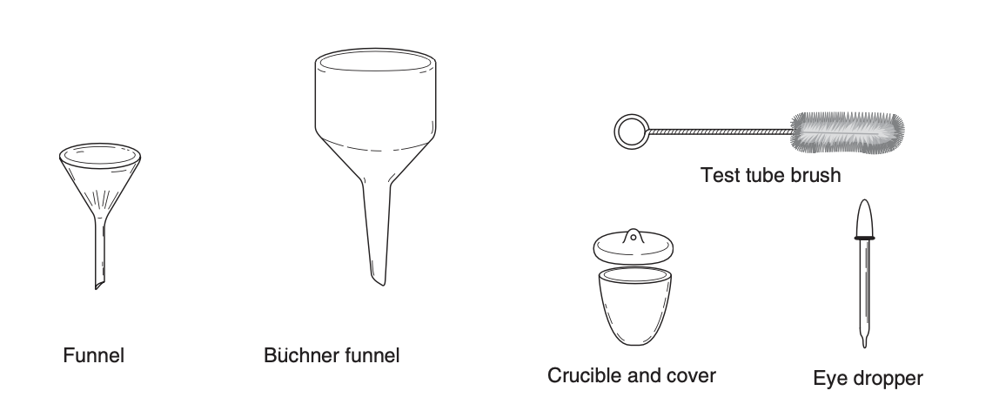 Test tube brush
Funnel
Büchner funnel
Crucible and cover
Eye dropper